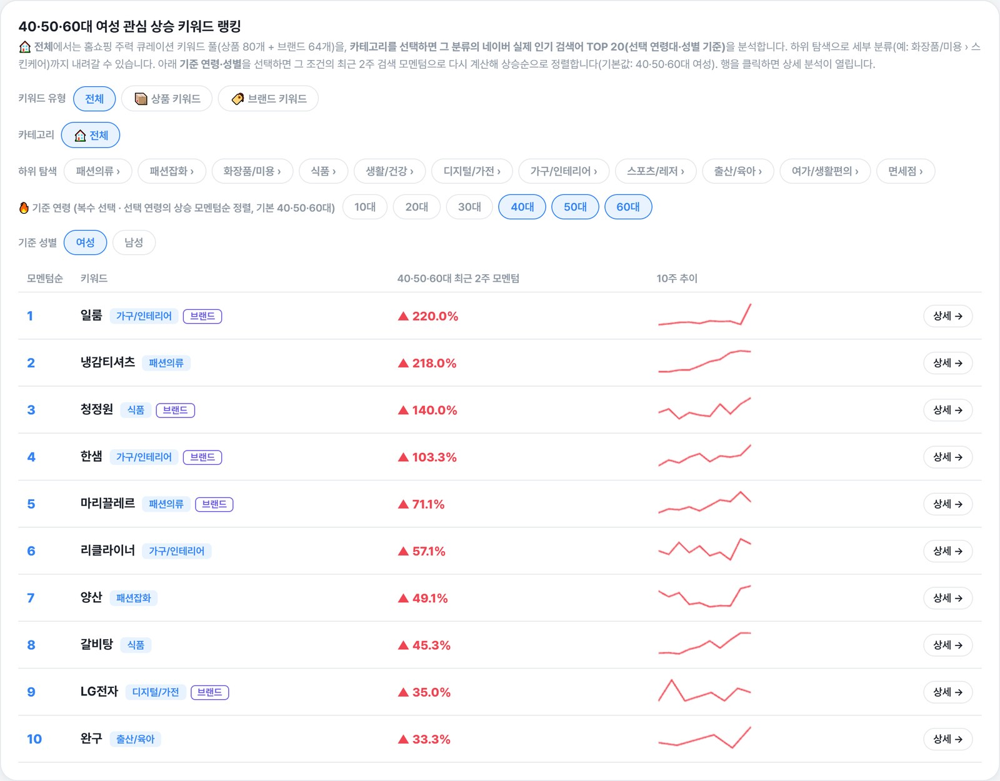 40·50·60대 여성 관심 상승 키워드 랭킹
🏠 전체에서는 홈쇼핑 주력 큐레이션 키워드 풀(상품 80개 + 브랜드 64개)을, 카테고리를 선택하면 그 분류의 네이버 실제 인기 검색어 TOP 20(선택 연령대·성별 기준)을 분석합니다. 하위 탐색으로 세부 분류(예: 화장품/미용 › 스
킨케어)까지 내려갈 수 있습니다. 아래 기준 연령·성별을 선택하면 그 조건의 최근 2주 검색 모멘텀으로 다시 계산해 상승순으로 정렬합니다(기본값: 40·50·60대 여성). 행을 클릭하면 상세 분석이 열립니다.
키워드 유형 전체 📦 상품 키워드 🏷️ 브랜드 키워드
카테고리 🏠 전체
하위 탐색 패션의류 › 패션잡화 › 화장품/미용 › 식품 › 생활/건강 › 디지털/가전 › 가구/인테리어 › 스포츠/레저 › 출산/육아 › 여가/생활편의 › 면세점 ›
🔥 기준 연령 (복수 선택 · 선택 연령의 상승 모멘텀순 정렬, 기본 40·50·60대) 10대 20대 30대 40대 50대 60대
기준 성별 여성 남성
모멘텀순 키워드 40·50·60대 최근 2주 모멘텀 10주 추이
1 일룸 가구/인테리어 브랜드 ▲ 220.0% 상세 →
2 냉감티셔츠 패션의류 ▲ 218.0% 상세 →
3 청정원 식품 브랜드 ▲ 140.0% 상세 →
4 한샘 가구/인테리어 브랜드 ▲ 103.3% 상세 →
5 마리끌레르 패션의류 브랜드 ▲ 71.1% 상세 →
6 리클라이너 가구/인테리어 ▲ 57.1% 상세 →
7 양산 패션잡화 ▲ 49.1% 상세 →
8 갈비탕 식품 ▲ 45.3% 상세 →
9 LG전자 디지털/가전 브랜드 ▲ 35.0% 상세 →
10 완구 출산/육아 ▲ 33.3% 상세 →